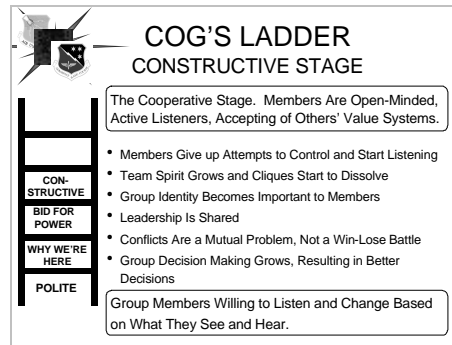 COG'S LADDER
CONSTRUCTIVE STAGE
The Cooperative Stage. Members Are Open-Minded,
Active Listeners, Accepting of Others' Value Systems.
• Members Give up Attempts to Control and Start Listening
• Team Spirit Grows and Cliques Start to Dissolve
• Group Identity Becomes Important to Members
• Leadership Is Shared
• Conflicts Are a Mutual Problem, Not a Win-Lose Battle
• Group Decision Making Grows, Resulting in Better
Decisions
CON-
STRUCTIVE
BID FOR
POWER
WHY WE'RE
HERE
POLITE
Group Members Willing to Listen and Change Based
on What They See and Hear.